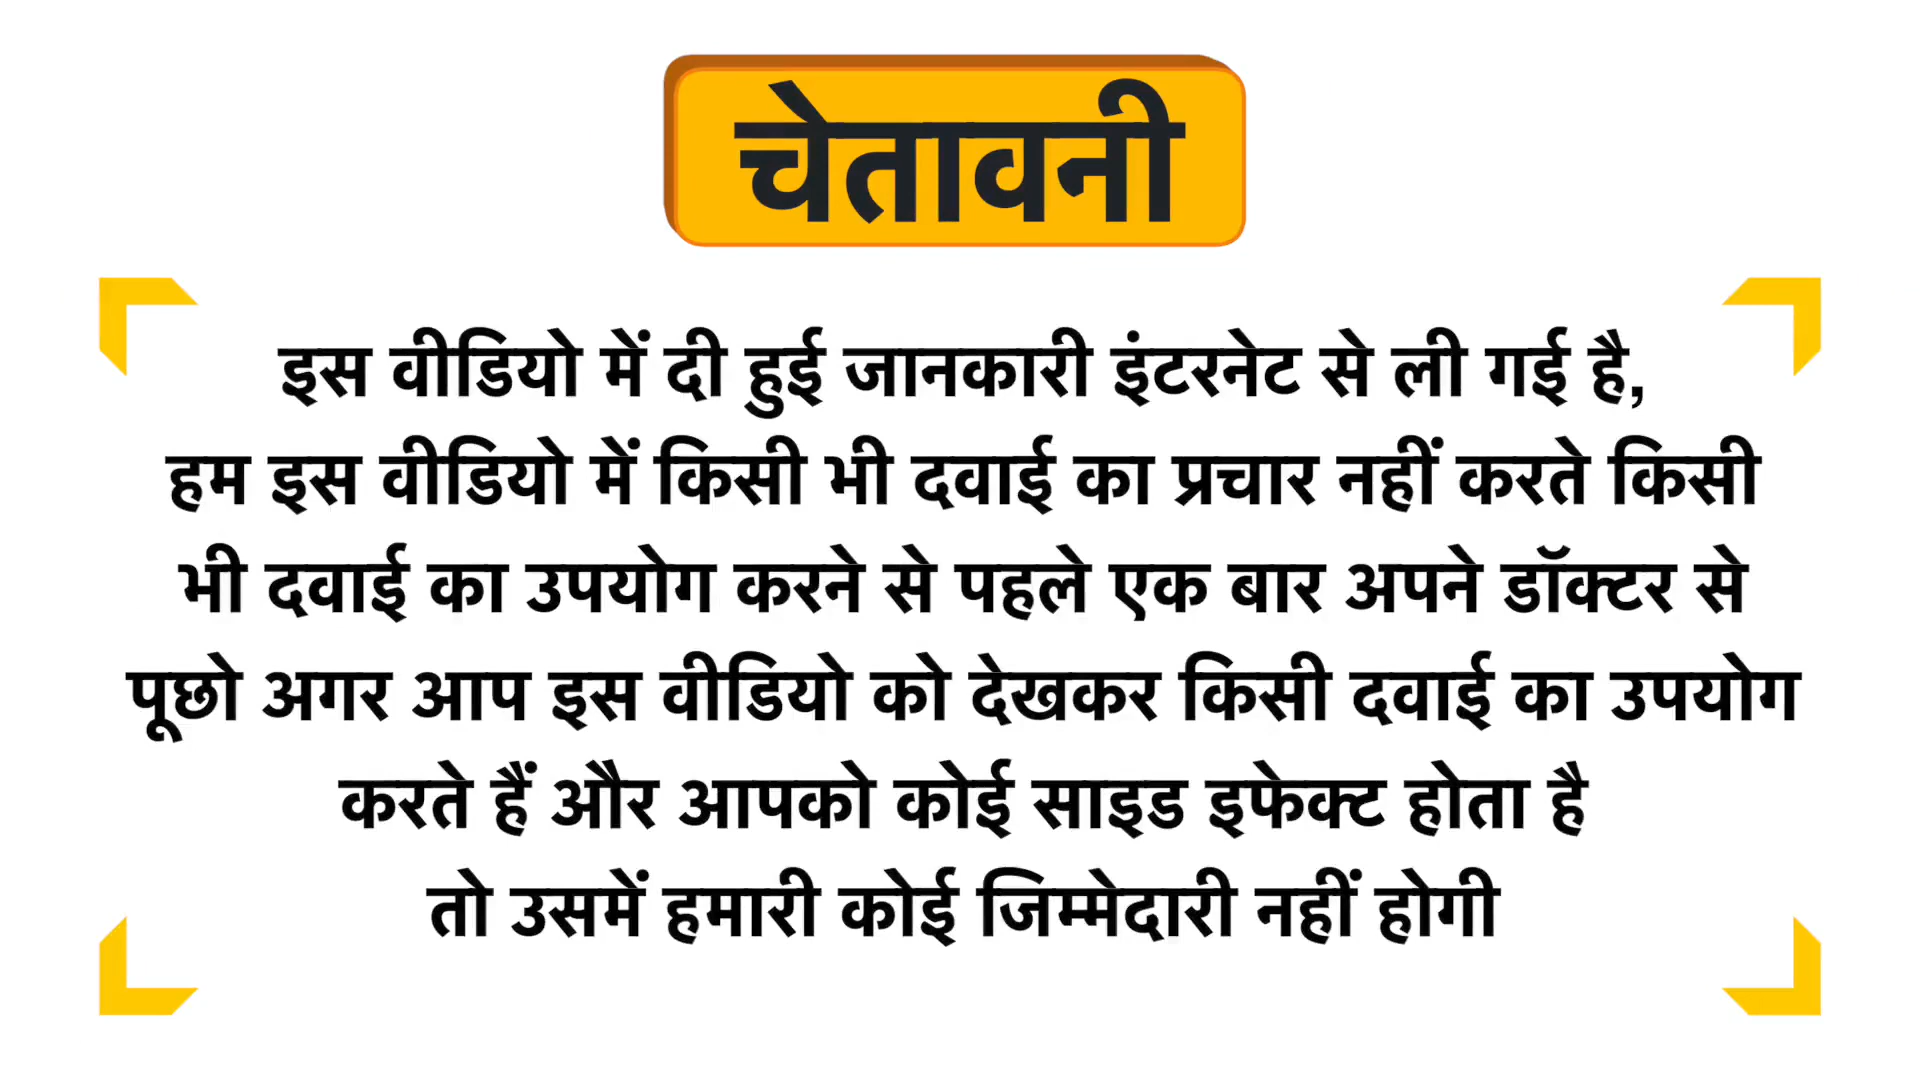 चेतावनी
इस वीडियो में दी हुई जानकारी इंटरनेट से ली गई है,
हम इस वीडियो में किसी भी दवाई का प्रचार नहीं करते किसी
भी दवाई का उपयोग करने से पहले एक बार अपने डॉक्टर से
पूछो अगर आप इस वीडियो को देखकर किसी दवाई का उपयोग
करते हैं और आपको कोई साइड इफेक्ट होता है
तो उसमें हमारी कोई जिम्मेदारी नहीं होगी